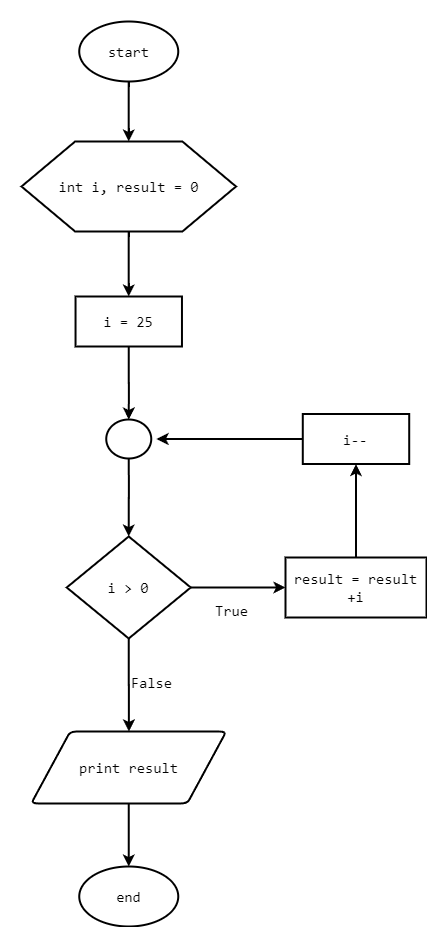 start
int i, result = 0
i = 25
i--
i > 0
True
result = result
+i
False
print result
end